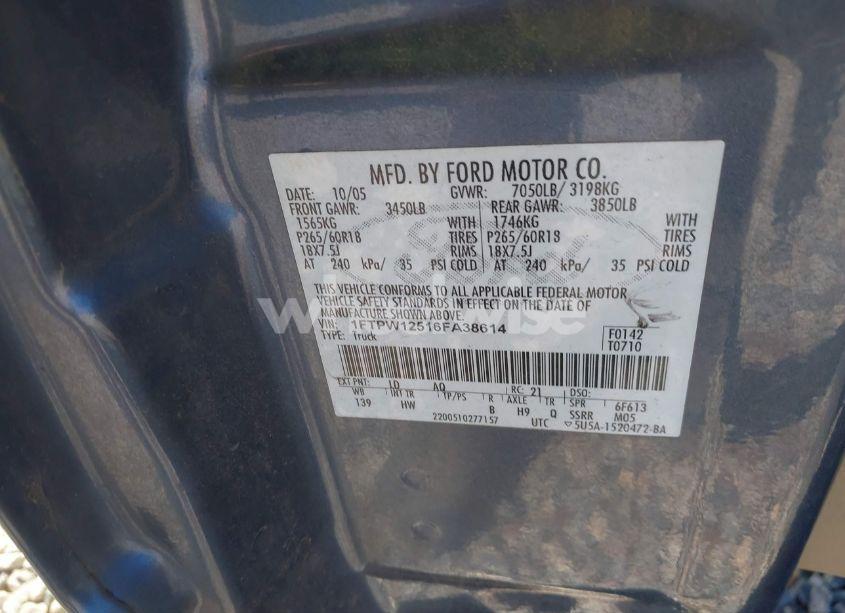 MFD. BY FORD MOTOR CO.
DATE: 10/05 GVWR: 7050LB/ 3198KG
FRONT GAWR: 3450LB REAR GAWR: 3850LB
1565KG WITH 1746KG WITH
P265/60R18 TIRES P265/60R18 TIRES
18X7.5J RIMS 18X7.5J RIMS
AT 240 kPa/ 35 PSI COLD AT 240 kPa/ 35 PSI COLD
THIS VEHICLE CONFORMS TO ALL APPLICABLE FEDERAL MOTOR
VEHICLE SAFETY STANDARDS IN EFFECT ON THE DATE OF
MANUFACTURE SHOWN ABOVE.
VIN: 1FTPW12516FA38614 F0142
TYPE: Truck T0710
EXT PNT: LD AQ RC: 21 DSO:
WB INT TR TP/PS R AXLE TR SPR 6F613
139 HW B H9 Q SSRR M05
2200510277157 UTC ▽5U5A-1520472-BA